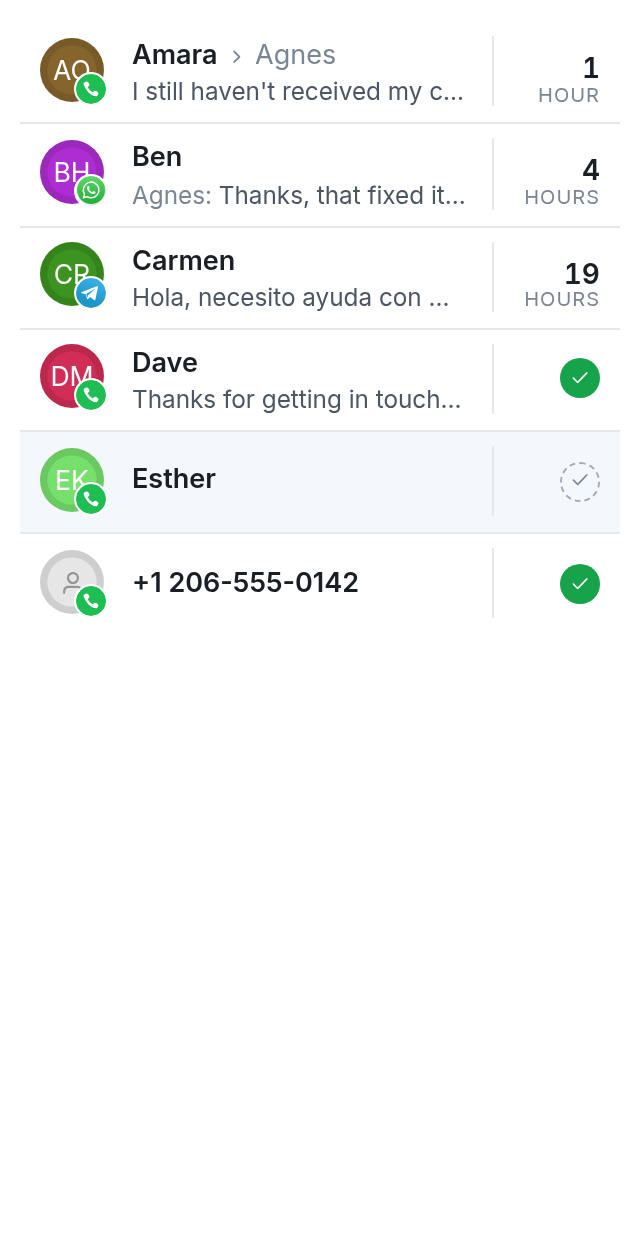 AO
Amara › Agnes
I still haven't received my c...
1
HOUR
BH
Ben
Agnes: Thanks, that fixed it...
4
HOURS
CR
Carmen
Hola, necesito ayuda con ...
19
HOURS
DM
Dave
Thanks for getting in touch...
EK
Esther
+1 206-555-0142